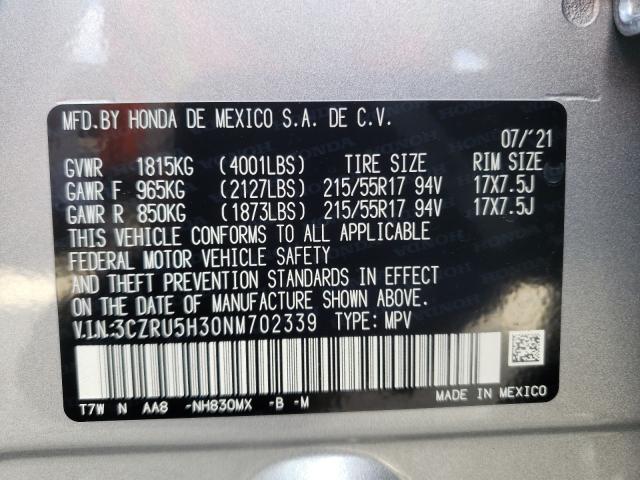 MFD.BY HONDA DE MEXICO S.A. DE C.V.
07/'21
GVWR 1815KG (4001LBS) TIRE SIZE RIM SIZE
GAWR F 965KG (2127LBS) 215/55R17 94V 17X7.5J
GAWR R 850KG (1873LBS) 215/55R17 94V 17X7.5J
THIS VEHICLE CONFORMS TO ALL APPLICABLE
FEDERAL MOTOR VEHICLE SAFETY
AND THEFT PREVENTION STANDARDS IN EFFECT
ON THE DATE OF MANUFACTURE SHOWN ABOVE.
V.I.N.:3CZRU5H30NM702339 TYPE: MPV
T7W N AA8 -NH830MX -B -M
MADE IN MEXICO